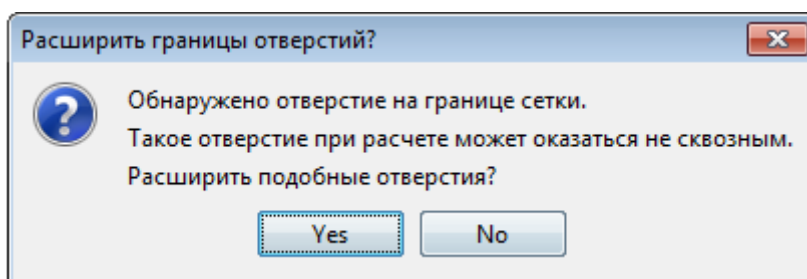 Расширить границы отверстий?
Обнаружено отверстие на границе сетки.
Такое отверстие при расчете может оказаться не сквозным.
Расширить подобные отверстия?
Yes
No